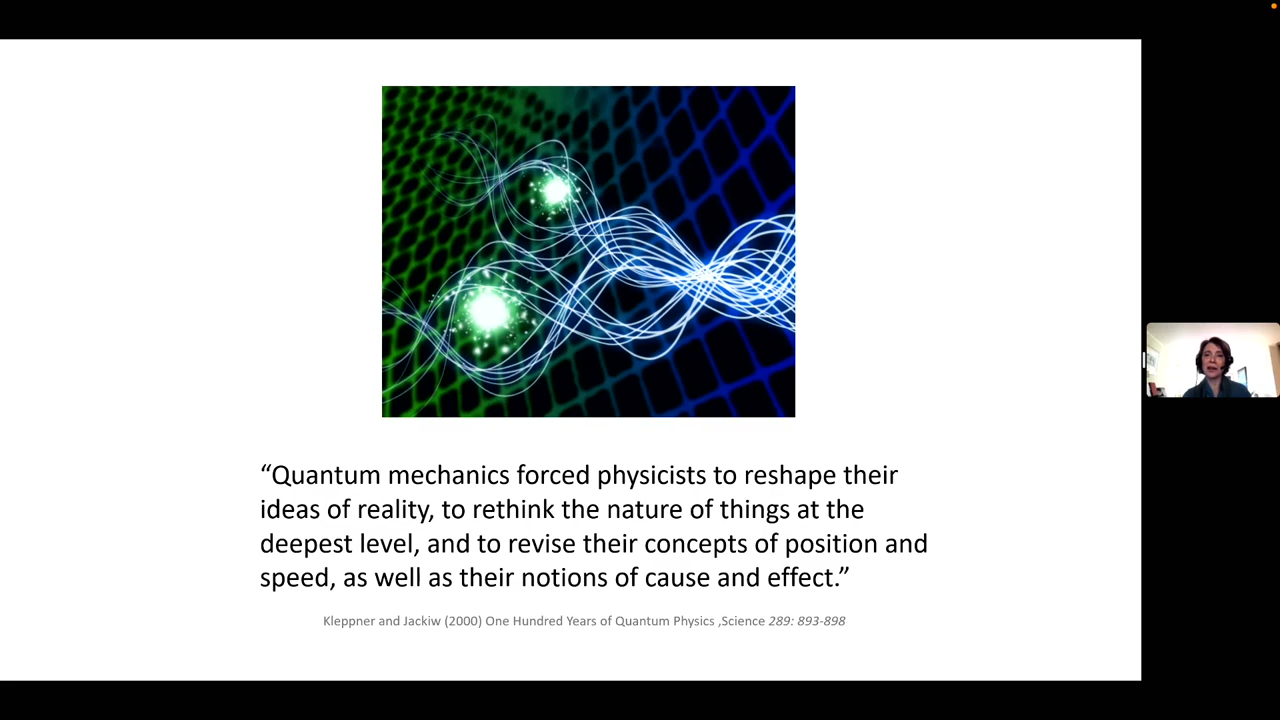 “Quantum mechanics forced physicists to reshape their
ideas of reality, to rethink the nature of things at the
deepest level, and to revise their concepts of position and
speed, as well as their notions of cause and effect.”
Kleppner and Jackiw (2000) One Hundred Years of Quantum Physics ,Science 289: 893-898